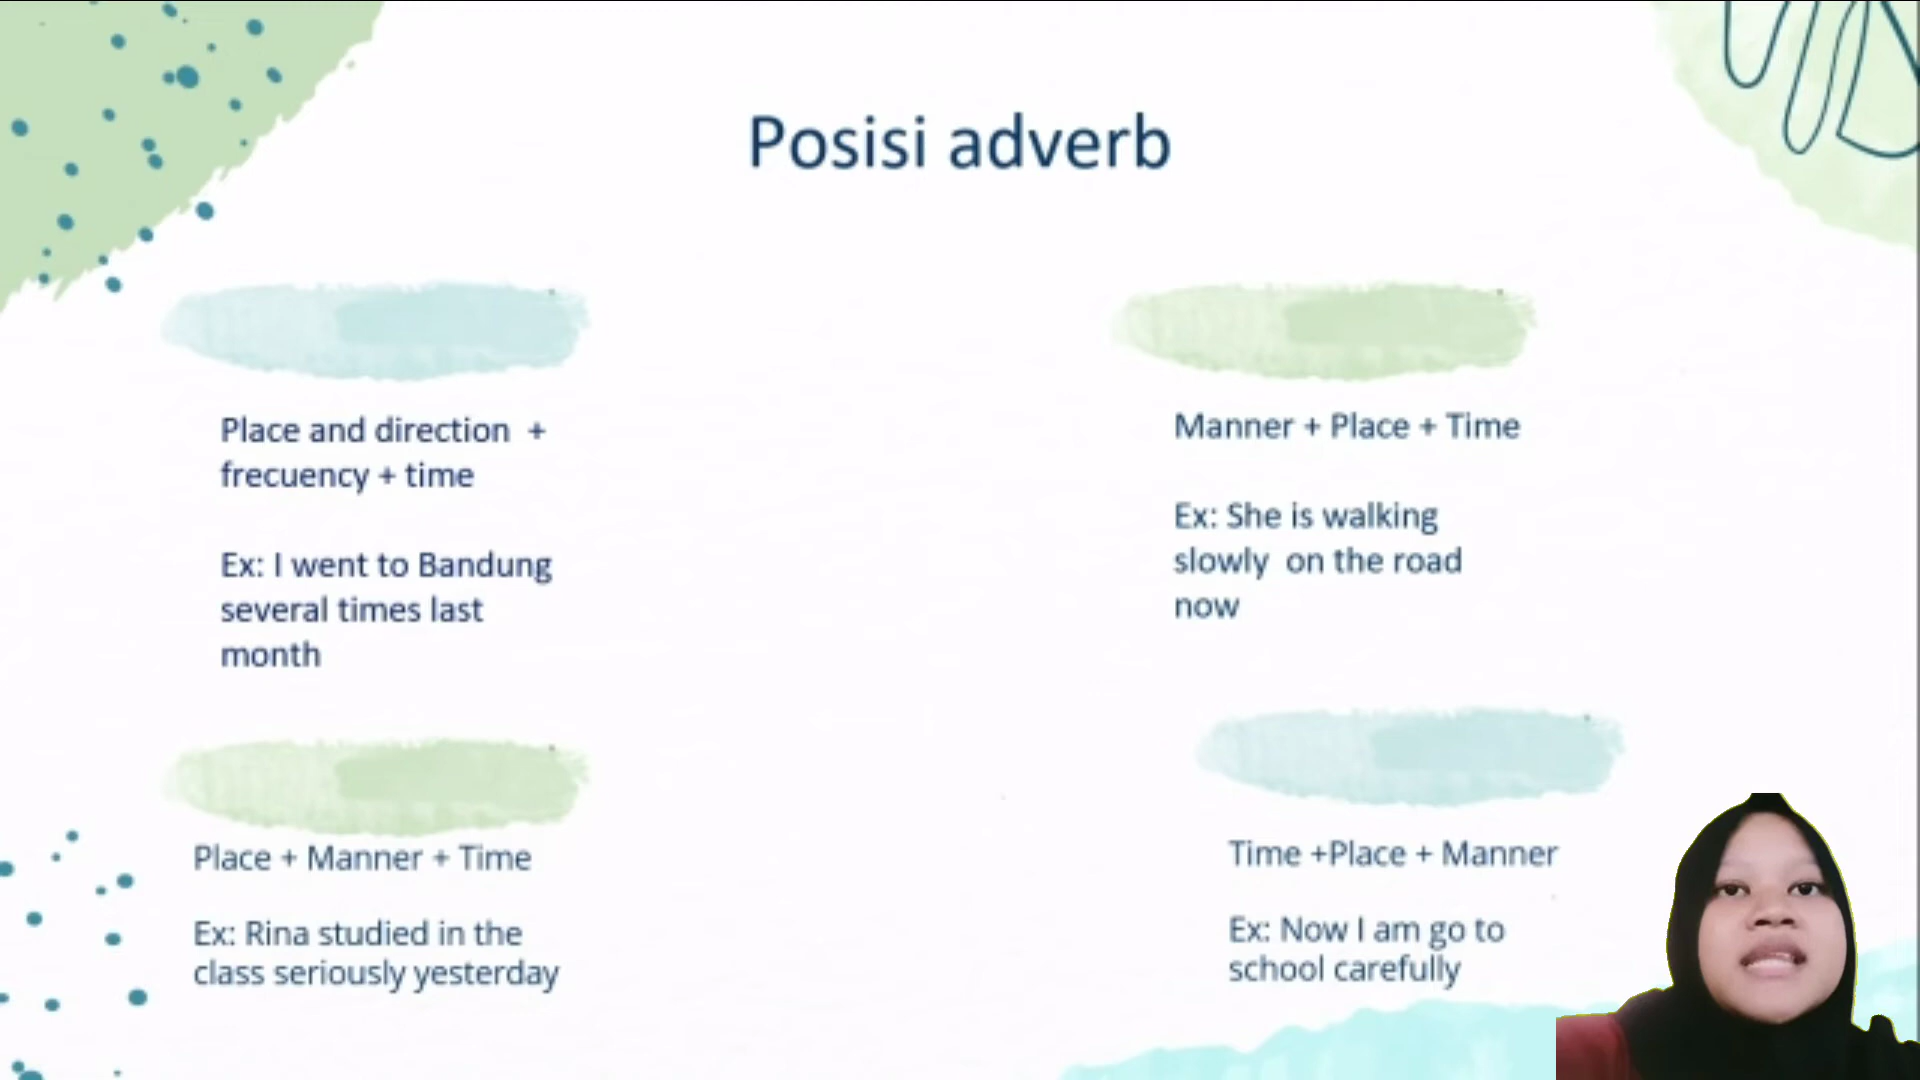 Posisi adverb
Place and direction  +
frecuency + time
Ex: I went to Bandung
several times last
month
Manner + Place + Time
Ex: She is walking
slowly  on the road
now
Place + Manner + Time
Ex: Rina studied in the
class seriously yesterday
Time +Place + Manner
Ex: Now I am go to
school carefully